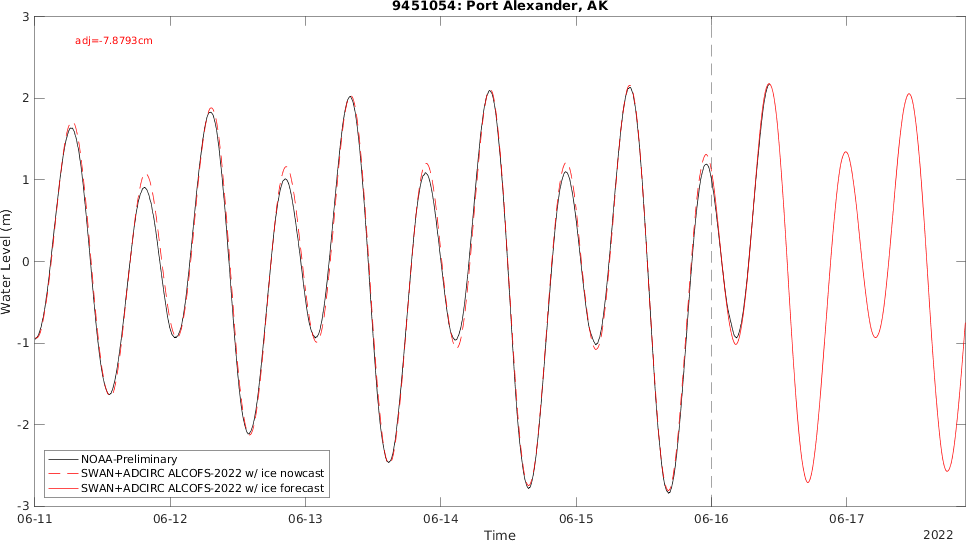 9451054: Port Alexander, AK
adj=-7.8793cm
3
2
1
0
-1
-2
-3
Water Level (m)
NOAA-Preliminary
SWAN+ADCIRC ALCOFS-2022 w/ ice nowcast
SWAN+ADCIRC ALCOFS-2022 w/ ice forecast
06-11 06-12 06-13 06-14 06-15 06-16 06-17
Time
2022